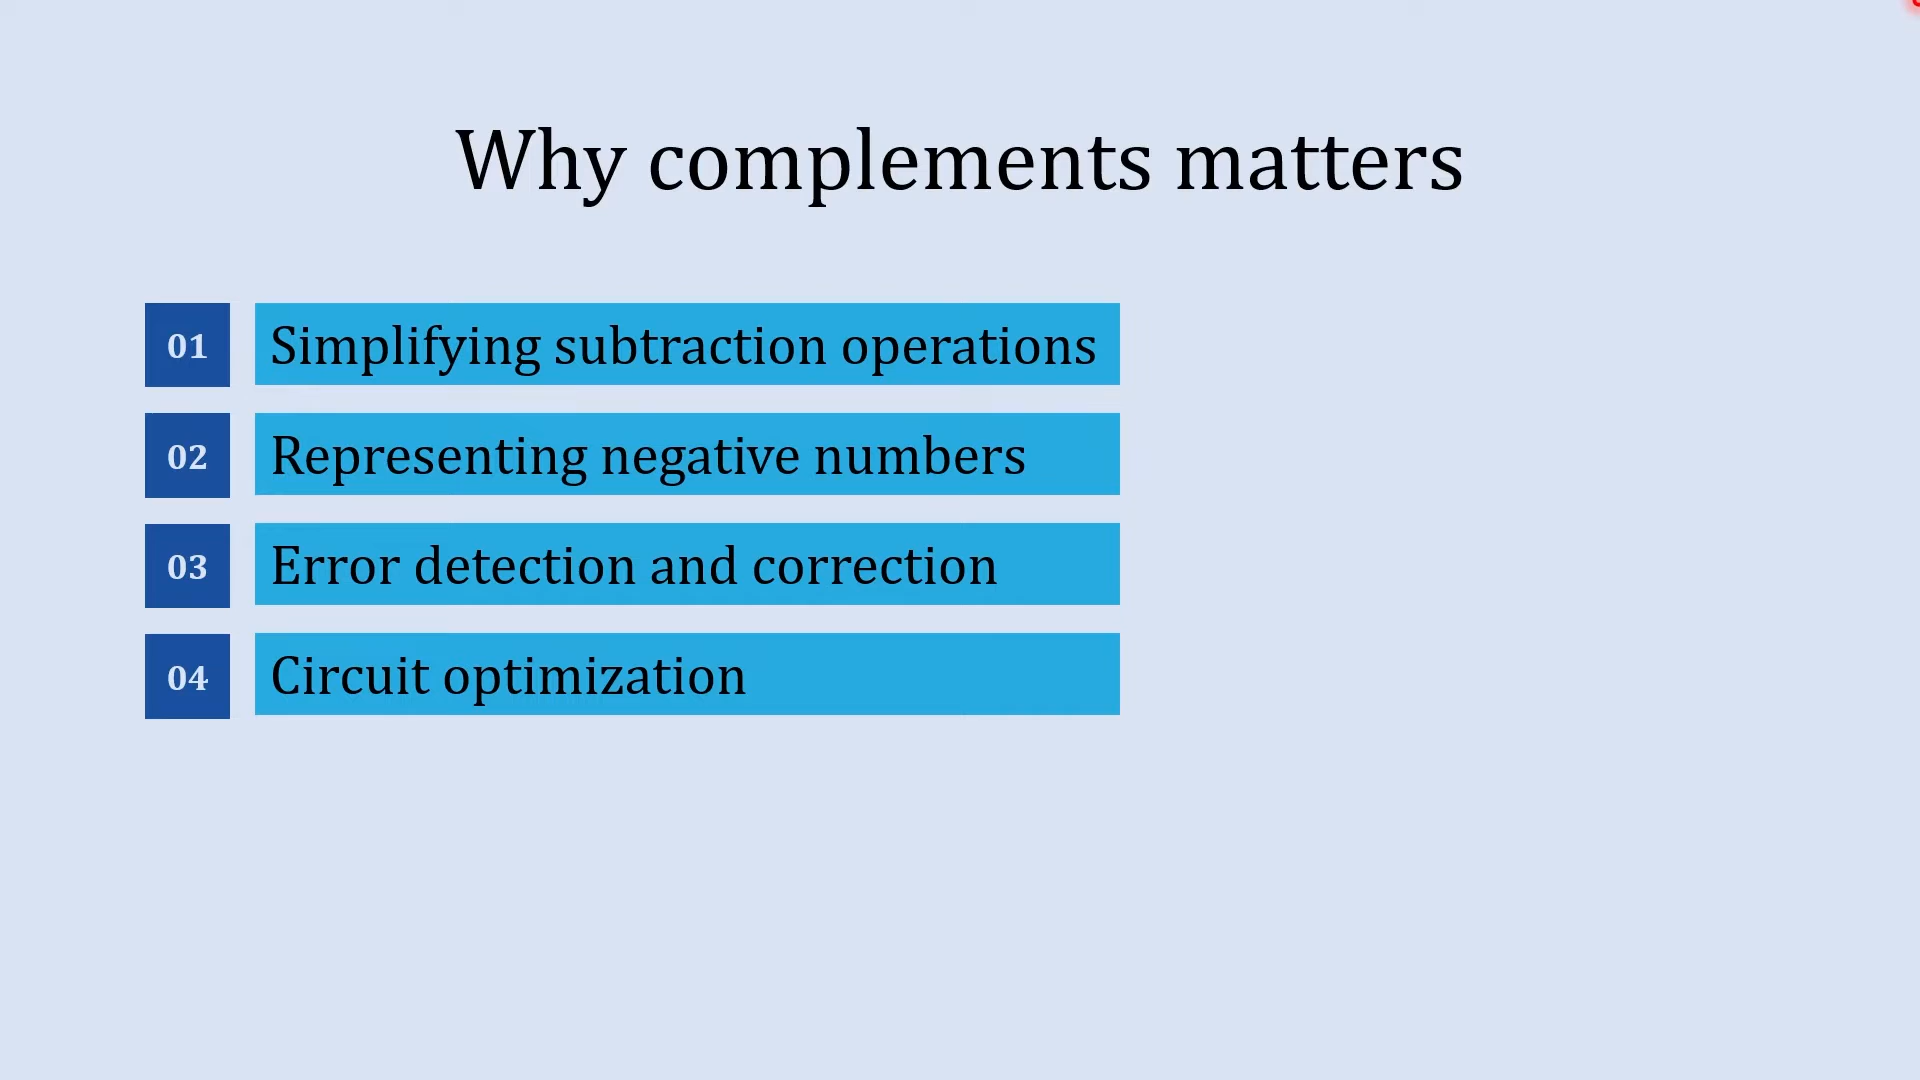 Why complements matters
01 Simplifying subtraction operations
02 Representing negative numbers
03 Error detection and correction
04 Circuit optimization